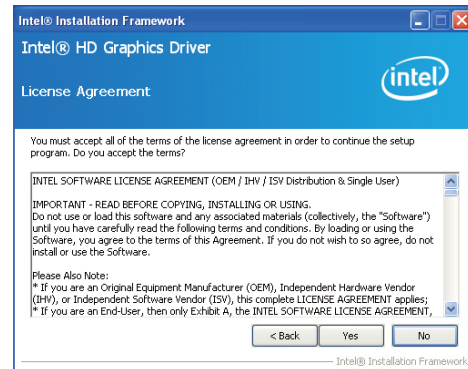 Intel® Installation Framework
Intel® HD Graphics Driver
License Agreement
(intel)
You must accept all of the terms of the license agreement in order to continue the setup
program. Do you accept the terms?
INTEL SOFTWARE LICENSE AGREEMENT (OEM / IHV / ISV Distribution & Single User)
IMPORTANT - READ BEFORE COPYING, INSTALLING OR USING.
Do not use or load this software and any associated materials (collectively, the "Software")
until you have carefully read the following terms and conditions. By loading or using the
Software, you agree to the terms of this Agreement. If you do not wish to so agree, do not
install or use the Software.
Please Also Note:
* If you are an Original Equipment Manufacturer (OEM), Independent Hardware Vendor
(IHV), or Independent Software Vendor (ISV), this complete LICENSE AGREEMENT applies;
* If you are an End-User, then only Exhibit A, the INTEL SOFTWARE LICENSE AGREEMENT,
< Back Yes No
Intel® Installation Framework